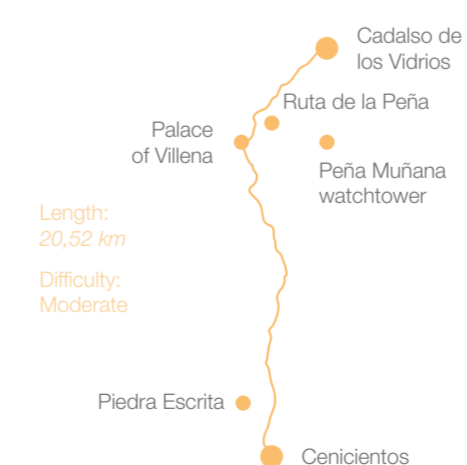 Cadalso de
los Vidrios
Ruta de la Peña
Palace
of Villena
Peña Muñana
watchtower
Length:
20,52 km
Difficulty:
Moderate
Piedra Escrita
Cenicientos